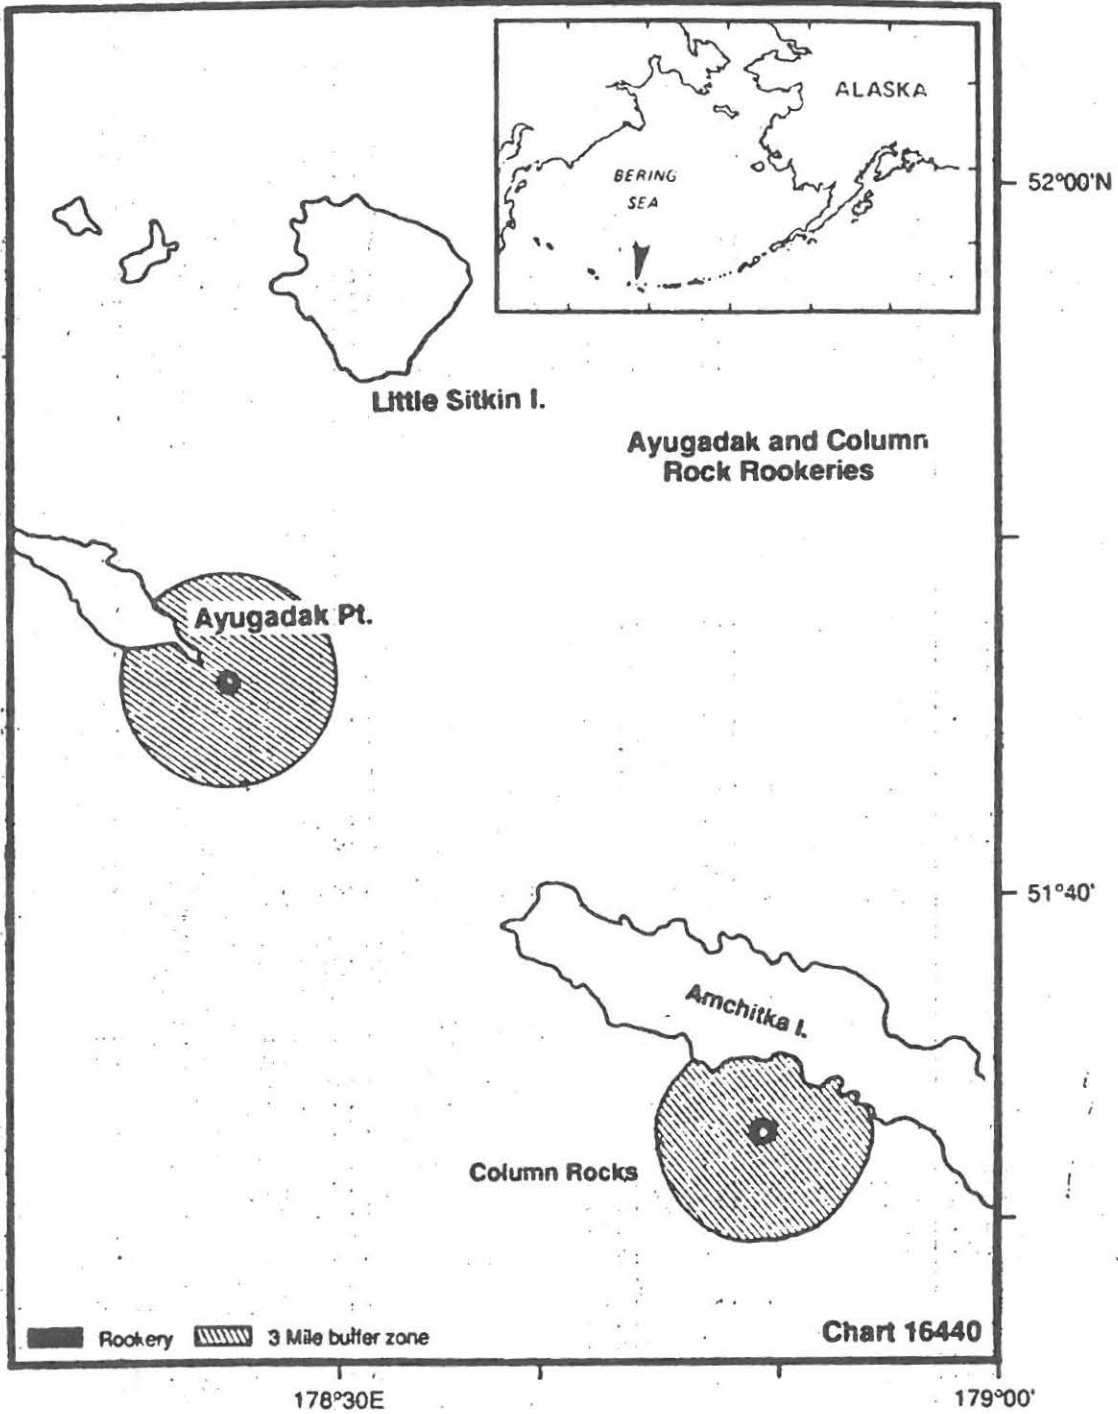 ALASKA
BERING
SEA
52°00'N
Little Sitkin I.
Ayugadak and Column
Rock Rookeries
Ayugadak Pt.
51°40'
Amchitka I.
Column Rocks
Rookery
3 Mile buffer zone
Chart 16440
178°30E
179°00'